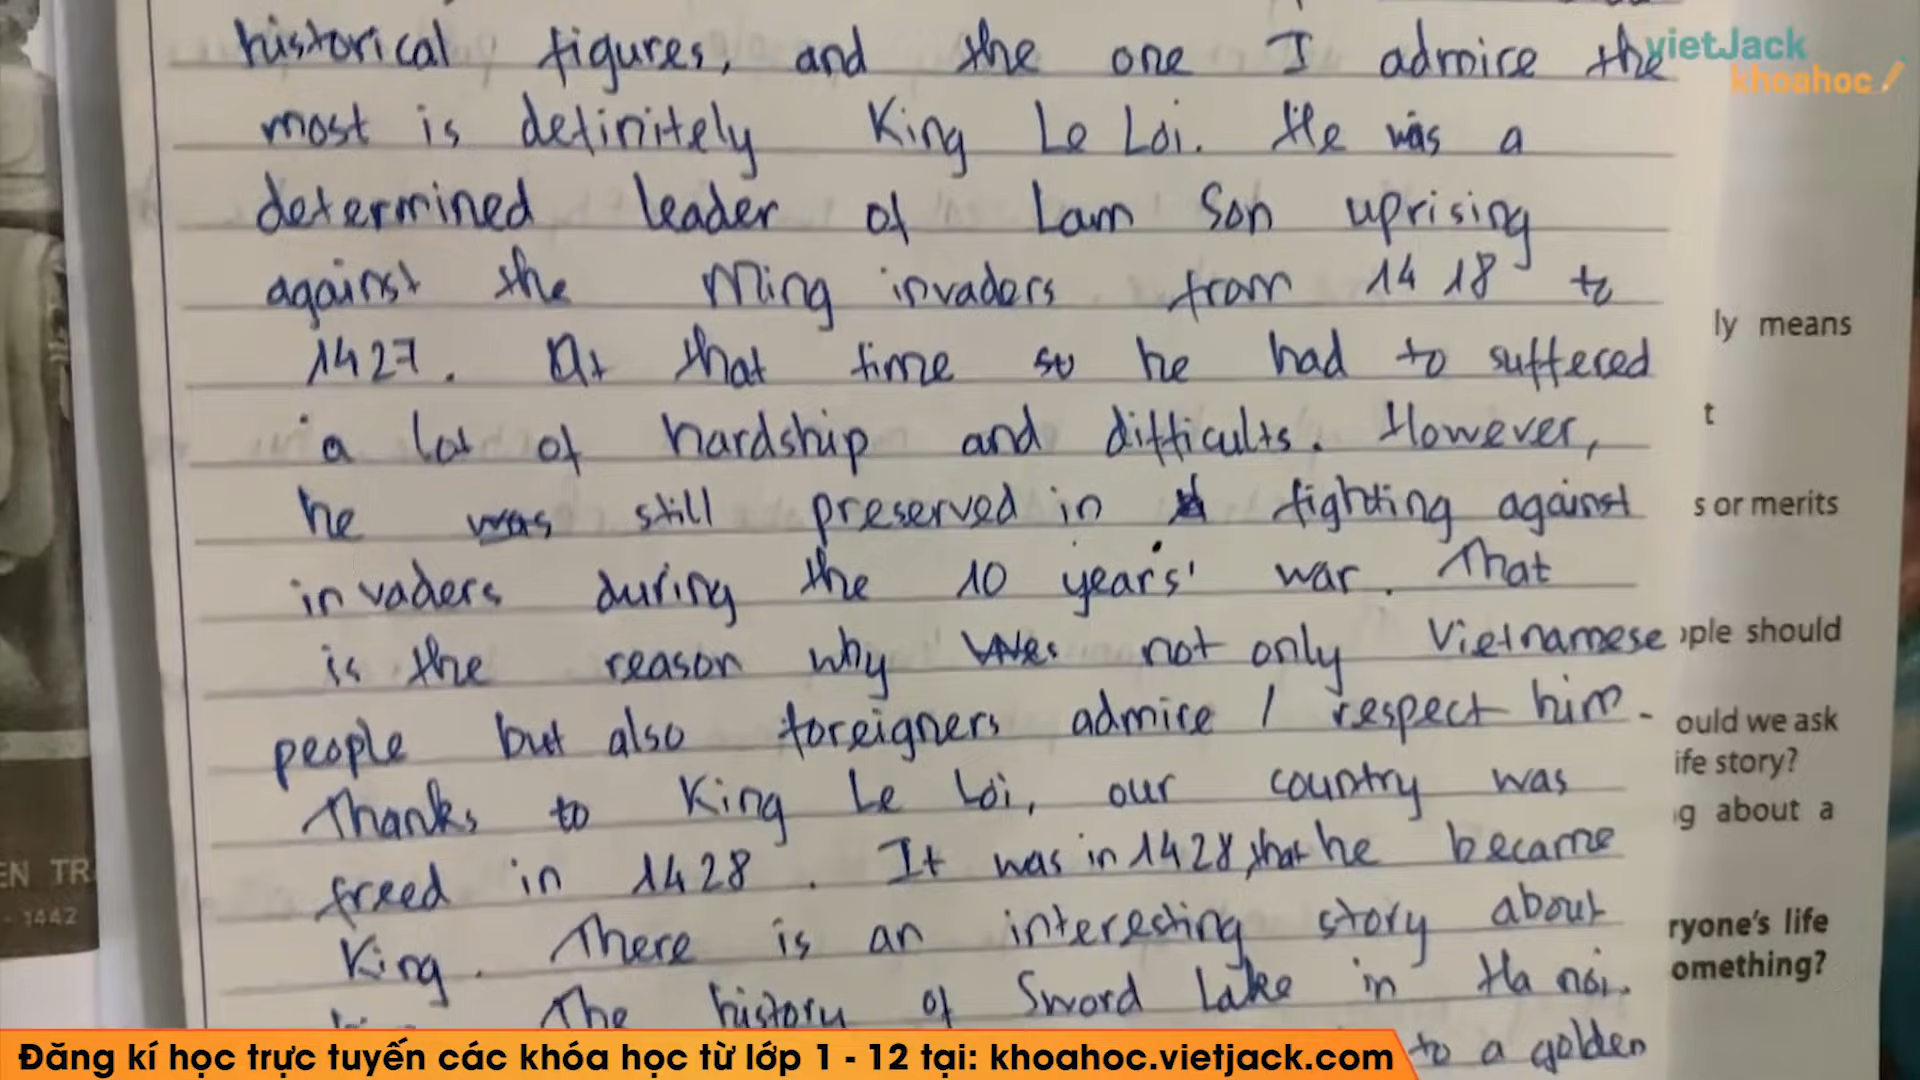 historical figures, and the one I admire the
most is definitely King Le Loi. He was a
determined leader of Lam Son uprising
against the Ming invaders from 1418 to
1427. At that time so he had to suffered
a lot of hardship and difficults. However,
he was still preserved in fighting against
invaders during the 10 years' war. That
is the reason why not only Vietnamese
people but also foreigners admire / respect him.
Thanks to King Le Loi, our country was
freed in 1428. It was in 1428, that he became
King. There is an interesting story about
The history of Sword Lake in Ha noi.
to a golden
vietJack
khoahoc
ly means
t
s or merits
ople should
ould we ask
ife story?
g about a
ryone's life
omething?
EN TR
- 1442
Đăng kí học trực tuyến các khóa học từ lớp 1 - 12 tại: khoahoc.vietjack.com